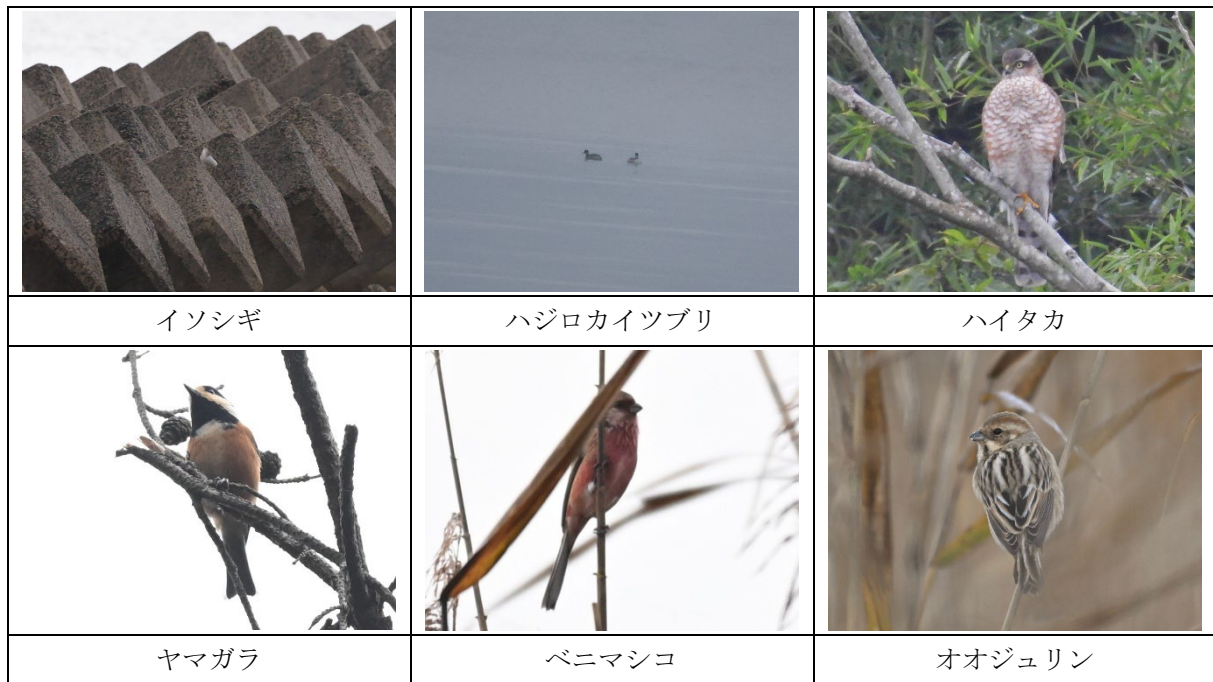 イソシギ
ハジロカイツブリ
ハイタカ
ヤマガラ
ベニマシコ
オオジュリン